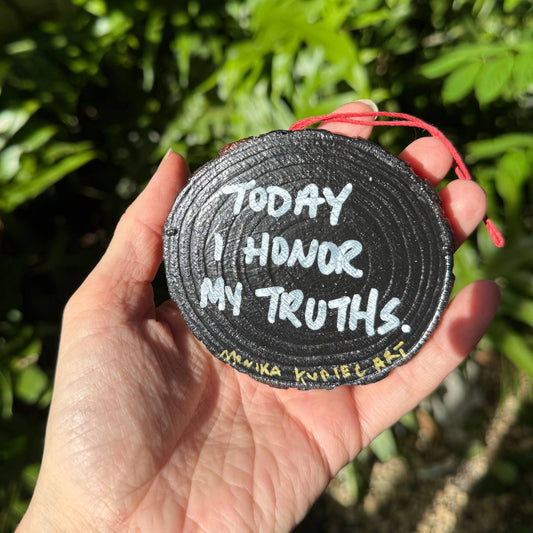 TODAY
I HONOR
MY TRUTHS.
MONIKA KUPIEC ART